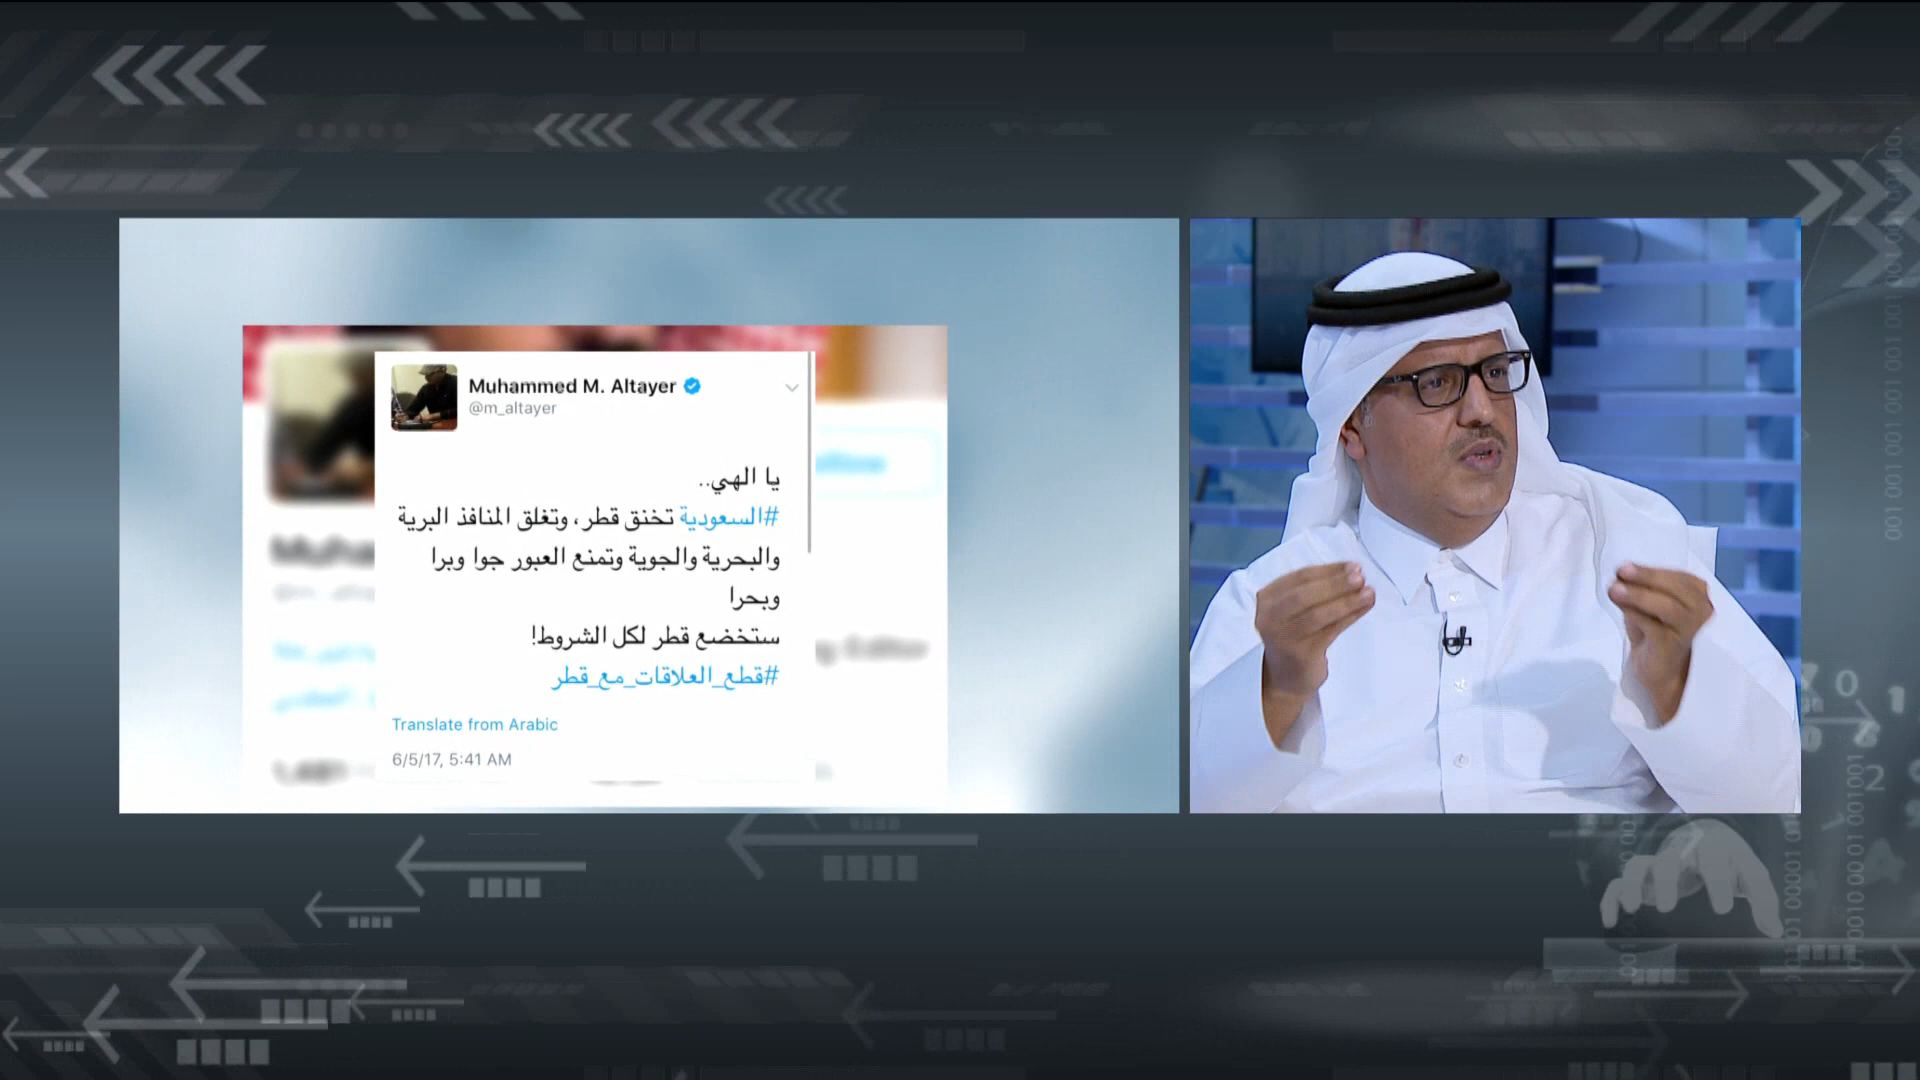 Muhammed M. Altayer
@m_altayer
يا الهي..
#السعودية تخنق قطر، وتغلق المنافذ البرية
والبحرية والجوية وتمنع العبور جوا وبرا
وبحرا
ستخضع قطر لكل الشروط!
#قطع_العلاقات_مع_قطر
Translate from Arabic
6/5/17, 5:41 AM